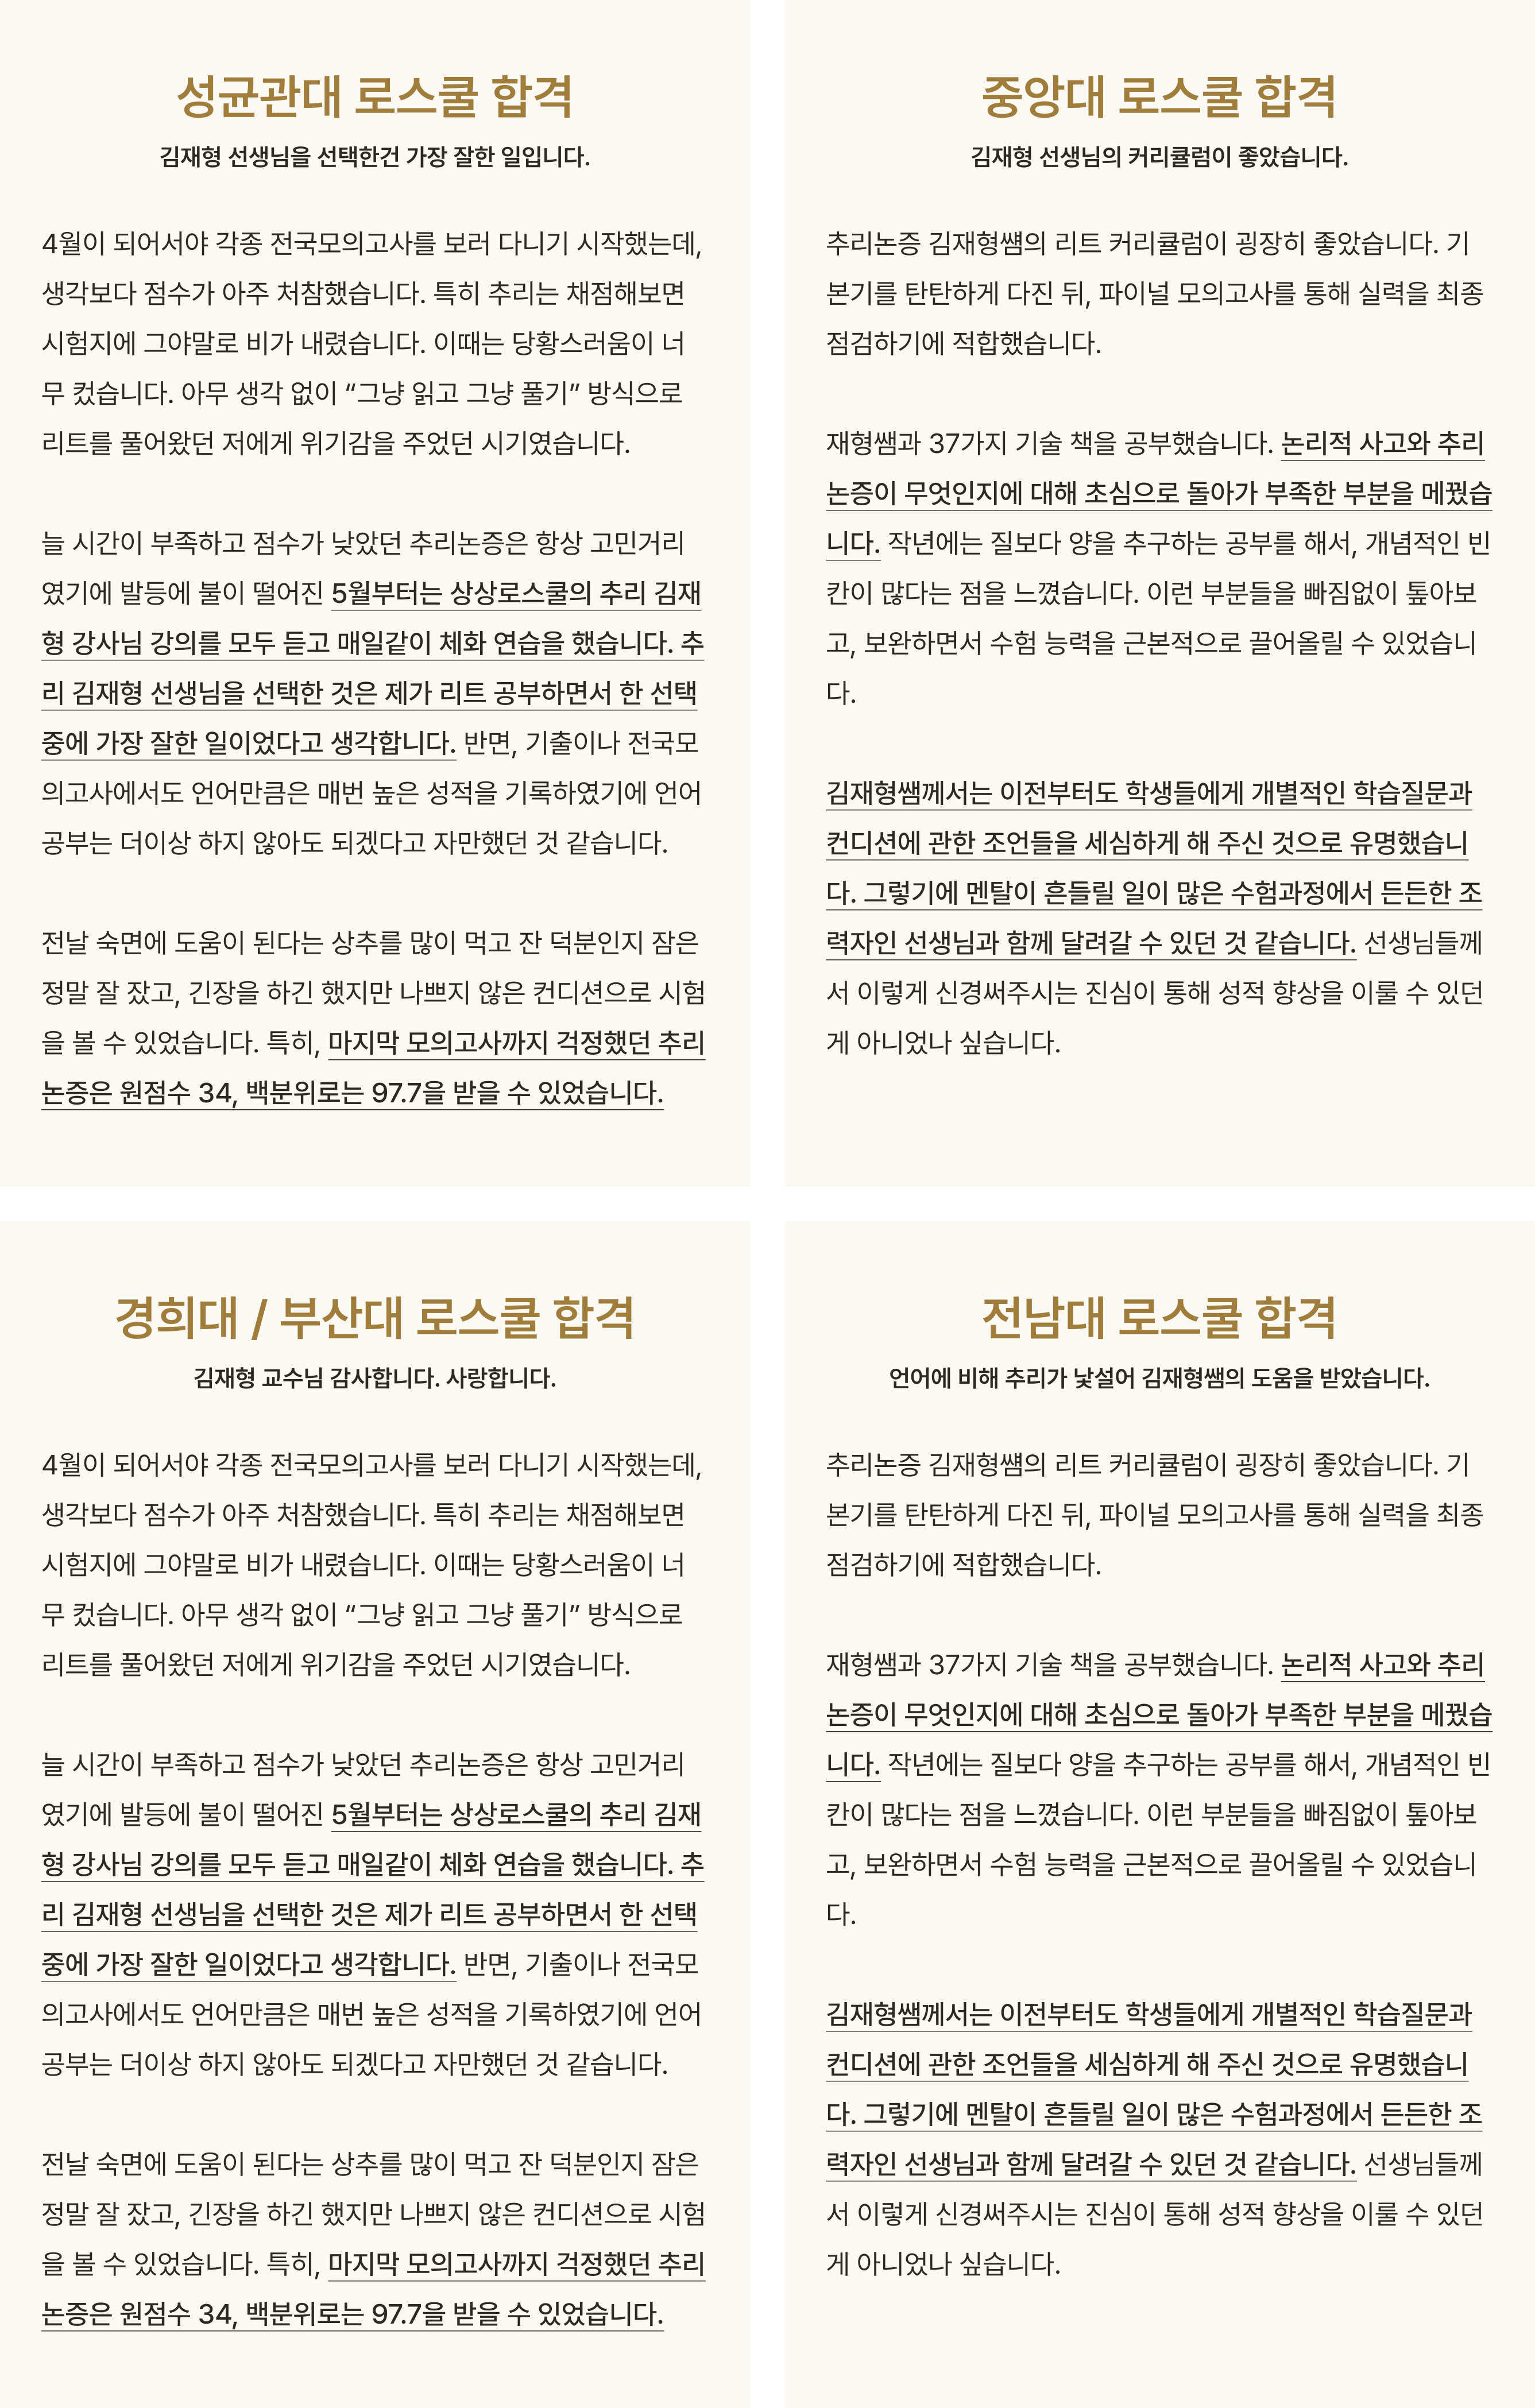 성균관대 로스쿨 합격
김재형 선생님을 선택한건 가장 잘한 일입니다.
4월이 되어서야 각종 전국모의고사를 보러 다니기 시작했는데,
생각보다 점수가 아주 처참했습니다. 특히 추리는 채점해보면
시험지에 그야말로 비가 내렸습니다. 이때는 당황스러움이 너
무 컸습니다. 아무 생각 없이 “그냥 읽고 그냥 풀기” 방식으로
리트를 풀어왔던 저에게 위기감을 주었던 시기였습니다.
늘 시간이 부족하고 점수가 낮았던 추리논증은 항상 고민거리
였기에 발등에 불이 떨어진 5월부터는 상상로스쿨의 추리 김재
형 강사님 강의를 모두 듣고 매일같이 체화 연습을 했습니다. 추
리 김재형 선생님을 선택한 것은 제가 리트 공부하면서 한 선택
중에 가장 잘한 일이었다고 생각합니다. 반면, 기출이나 전국모
의고사에서도 언어만큼은 매번 높은 성적을 기록하였기에 언어
공부는 더이상 하지 않아도 되겠다고 자만했던 것 같습니다.
전날 숙면에 도움이 된다는 상추를 많이 먹고 잔 덕분인지 잠은
정말 잘 잤고, 긴장을 하긴 했지만 나쁘지 않은 컨디션으로 시험
을 볼 수 있었습니다. 특히, 마지막 모의고사까지 걱정했던 추리
논증은 원점수 34, 백분위로는 97.7을 받을 수 있었습니다.
중앙대 로스쿨 합격
김재형 선생님의 커리큘럼이 좋았습니다.
추리논증 김재형쌤의 리트 커리큘럼이 굉장히 좋았습니다. 기
본기를 탄탄하게 다진 뒤, 파이널 모의고사를 통해 실력을 최종
점검하기에 적합했습니다.
재형쌤과 37가지 기술 책을 공부했습니다. 논리적 사고와 추리
논증이 무엇인지에 대해 초심으로 돌아가 부족한 부분을 메꿨습
니다. 작년에는 질보다 양을 추구하는 공부를 해서, 개념적인 빈
칸이 많다는 점을 느꼈습니다. 이런 부분들을 빠짐없이 톺아보
고, 보완하면서 수험 능력을 근본적으로 끌어올릴 수 있었습니
다.
김재형쌤께서는 이전부터도 학생들에게 개별적인 학습질문과
컨디션에 관한 조언들을 세심하게 해 주신 것으로 유명했습니
다. 그렇기에 멘탈이 흔들릴 일이 많은 수험과정에서 든든한 조
력자인 선생님과 함께 달려갈 수 있던 것 같습니다. 선생님들께
서 이렇게 신경써주시는 진심이 통해 성적 향상을 이룰 수 있던
게 아니었나 싶습니다.
경희대 / 부산대 로스쿨 합격
김재형 교수님 감사합니다. 사랑합니다.
4월이 되어서야 각종 전국모의고사를 보러 다니기 시작했는데,
생각보다 점수가 아주 처참했습니다. 특히 추리는 채점해보면
시험지에 그야말로 비가 내렸습니다. 이때는 당황스러움이 너
무 컸습니다. 아무 생각 없이 “그냥 읽고 그냥 풀기” 방식으로
리트를 풀어왔던 저에게 위기감을 주었던 시기였습니다.
늘 시간이 부족하고 점수가 낮았던 추리논증은 항상 고민거리
였기에 발등에 불이 떨어진 5월부터는 상상로스쿨의 추리 김재
형 강사님 강의를 모두 듣고 매일같이 체화 연습을 했습니다. 추
리 김재형 선생님을 선택한 것은 제가 리트 공부하면서 한 선택
중에 가장 잘한 일이었다고 생각합니다. 반면, 기출이나 전국모
의고사에서도 언어만큼은 매번 높은 성적을 기록하였기에 언어
공부는 더이상 하지 않아도 되겠다고 자만했던 것 같습니다.
전날 숙면에 도움이 된다는 상추를 많이 먹고 잔 덕분인지 잠은
정말 잘 잤고, 긴장을 하긴 했지만 나쁘지 않은 컨디션으로 시험
을 볼 수 있었습니다. 특히, 마지막 모의고사까지 걱정했던 추리
논증은 원점수 34, 백분위로는 97.7을 받을 수 있었습니다.
전남대 로스쿨 합격
언어에 비해 추리가 낯설어 김재형쌤의 도움을 받았습니다.
추리논증 김재형쌤의 리트 커리큘럼이 굉장히 좋았습니다. 기
본기를 탄탄하게 다진 뒤, 파이널 모의고사를 통해 실력을 최종
점검하기에 적합했습니다.
재형쌤과 37가지 기술 책을 공부했습니다. 논리적 사고와 추리
논증이 무엇인지에 대해 초심으로 돌아가 부족한 부분을 메꿨습
니다. 작년에는 질보다 양을 추구하는 공부를 해서, 개념적인 빈
칸이 많다는 점을 느꼈습니다. 이런 부분들을 빠짐없이 톺아보
고, 보완하면서 수험 능력을 근본적으로 끌어올릴 수 있었습니
다.
김재형쌤께서는 이전부터도 학생들에게 개별적인 학습질문과
컨디션에 관한 조언들을 세심하게 해 주신 것으로 유명했습니
다. 그렇기에 멘탈이 흔들릴 일이 많은 수험과정에서 든든한 조
력자인 선생님과 함께 달려갈 수 있던 것 같습니다. 선생님들께
서 이렇게 신경써주시는 진심이 통해 성적 향상을 이룰 수 있던
게 아니었나 싶습니다.